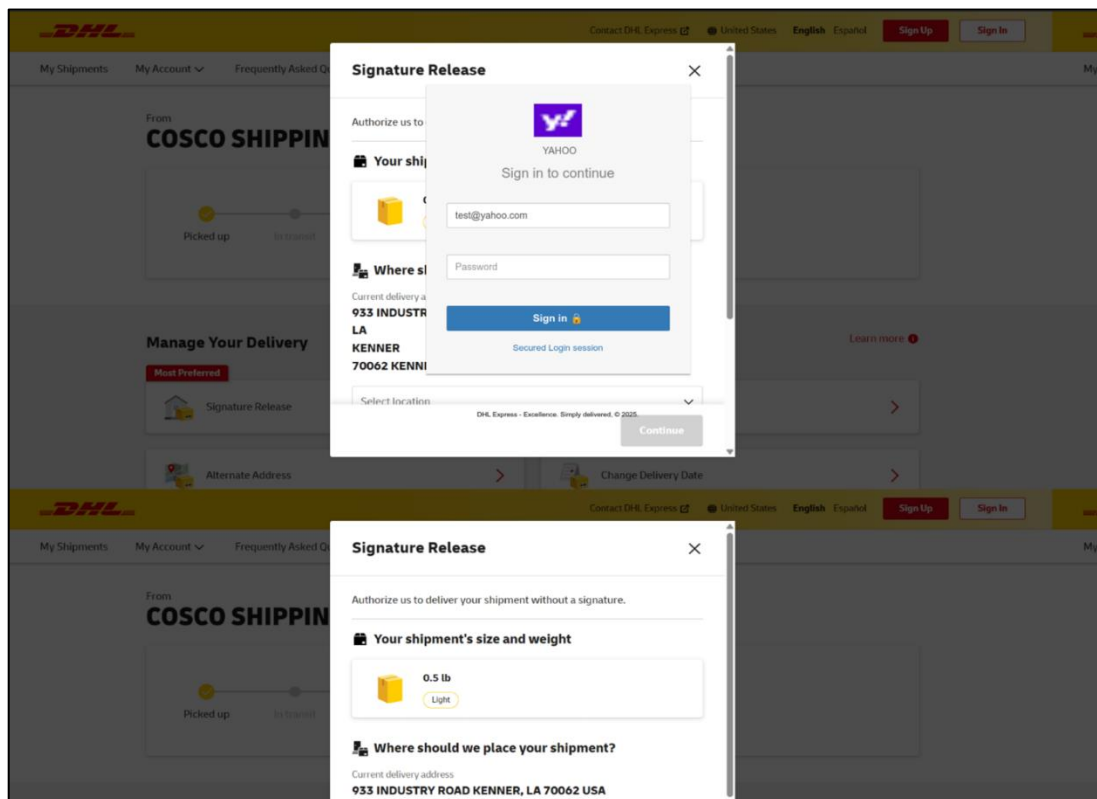 DHL
Contact DHL Express United States English Español Sign Up Sign In
My Shipments My Account Frequently Asked Qu
My
Signature Release
From
COSCO SHIPPIN
Authorize us to
Your ship
Picked up In transit
Where sh
Current delivery a
933 INDUSTR
LA
KENNER
70062 KENNE
Select location
y!
YAHOO
Sign in to continue
test@yahoo.com
Password
Sign in
Secured Login session
DHL Express - Excellence. Simply delivered, © 2025.
Continue
Manage Your Delivery
Learn more
Most Preferred
Signature Release
Alternate Address
Change Delivery Date
DHL
Contact DHL Express United States English Español Sign Up Sign In
My Shipments My Account Frequently Asked Qu
My
Signature Release
From
COSCO SHIPPIN
Authorize us to deliver your shipment without a signature.
Your shipment's size and weight
0.5 lb
Light
Picked up In transit
Where should we place your shipment?
Current delivery address
933 INDUSTRY ROAD KENNER, LA 70062 USA